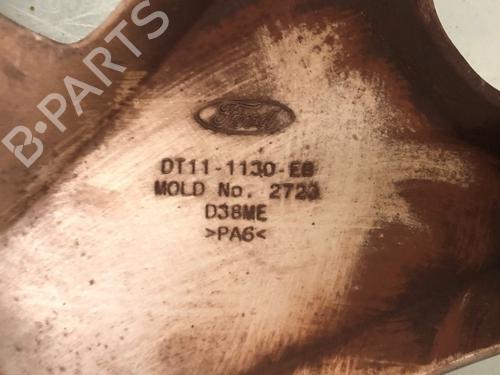 B-PARTS
Ford
DT11-1130-EB
MOLD No. 2723
D38ME
>PA6<